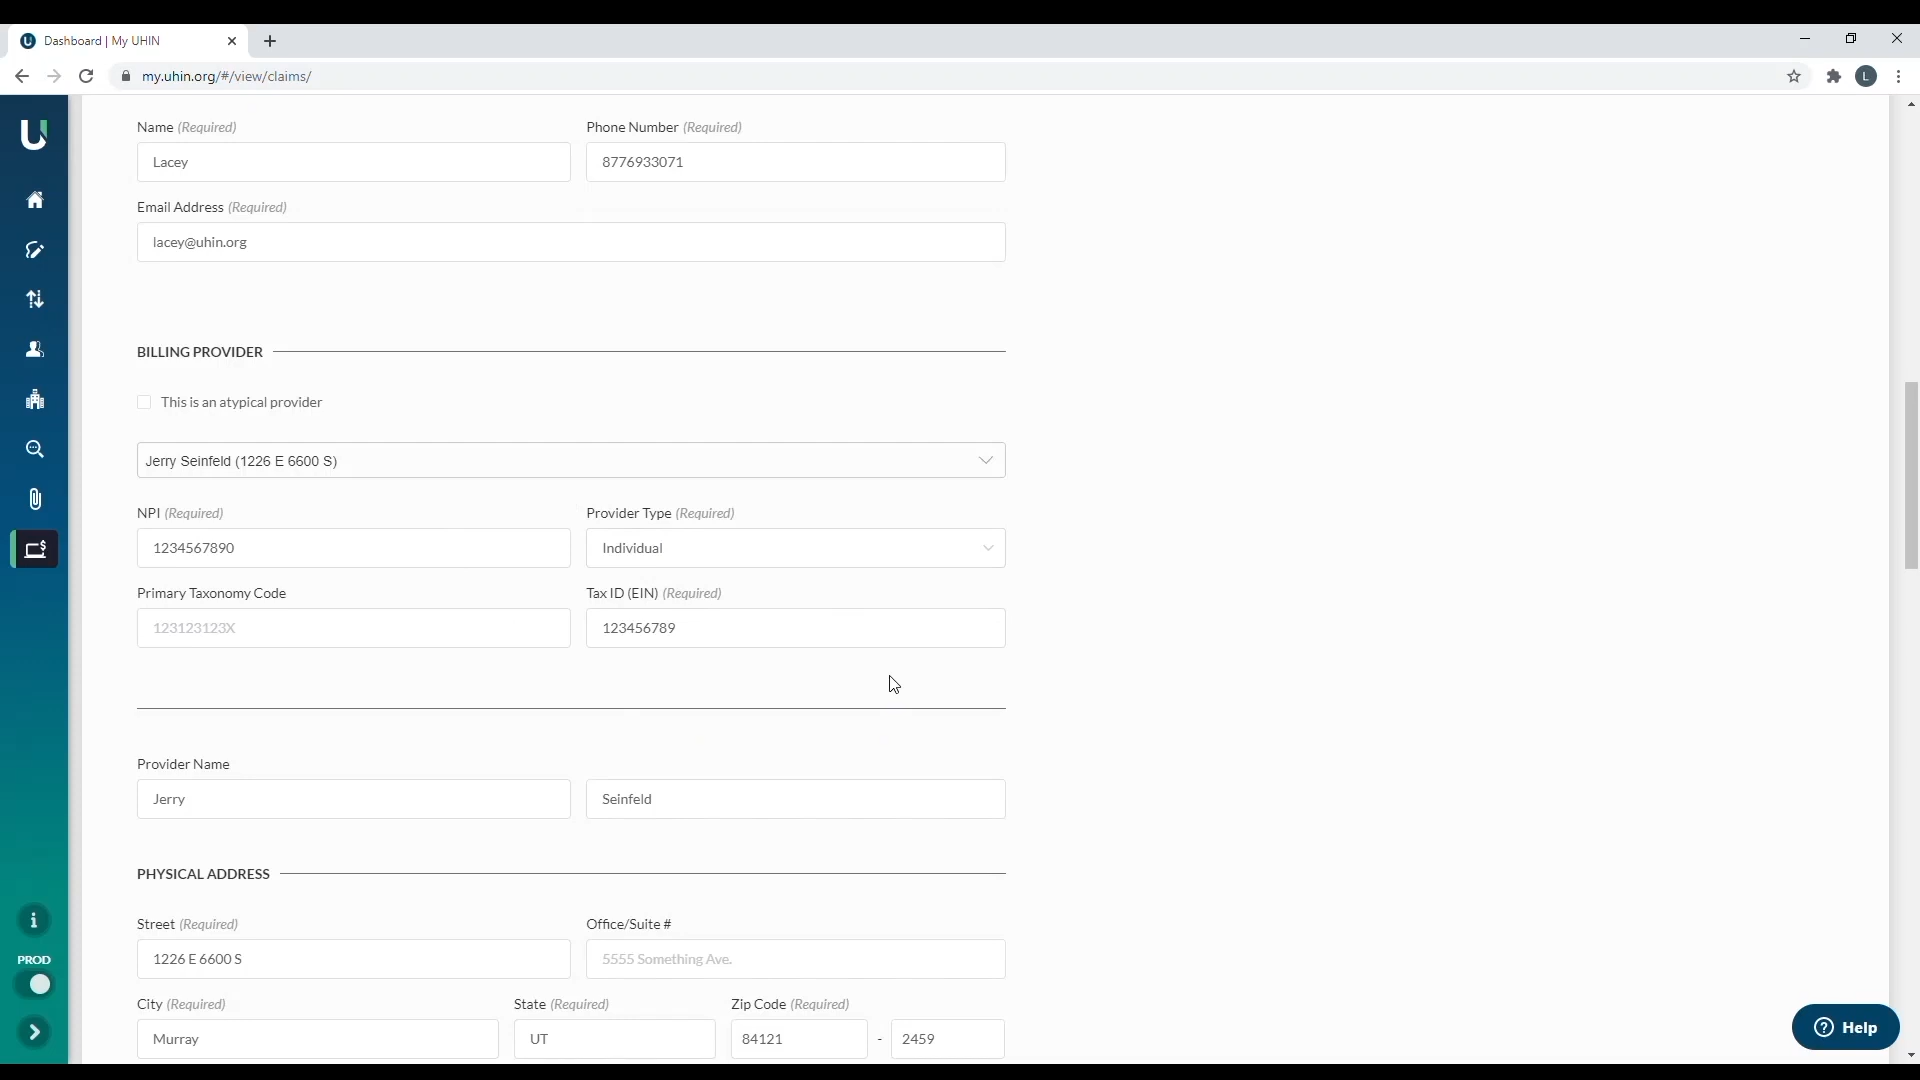 Dashboard | My UHIN
my.uhin.org/#/view/claims/
L
Name (Required)
Phone Number (Required)
Lacey
8776933071
Email Address (Required)
lacey@uhin.org
BILLING PROVIDER
This is an atypical provider
Jerry Seinfeld (1226 E 6600 S)
NPI (Required)
Provider Type (Required)
1234567890
Individual
Primary Taxonomy Code
Tax ID (EIN) (Required)
123123123X
123456789
Provider Name
Jerry
Seinfeld
PHYSICAL ADDRESS
Street (Required)
Office/Suite #
1226 E 6600 S
5555 Something Ave.
City (Required)
State (Required)
Zip Code (Required)
Murray
UT
84121
-
2459
PROD
Help